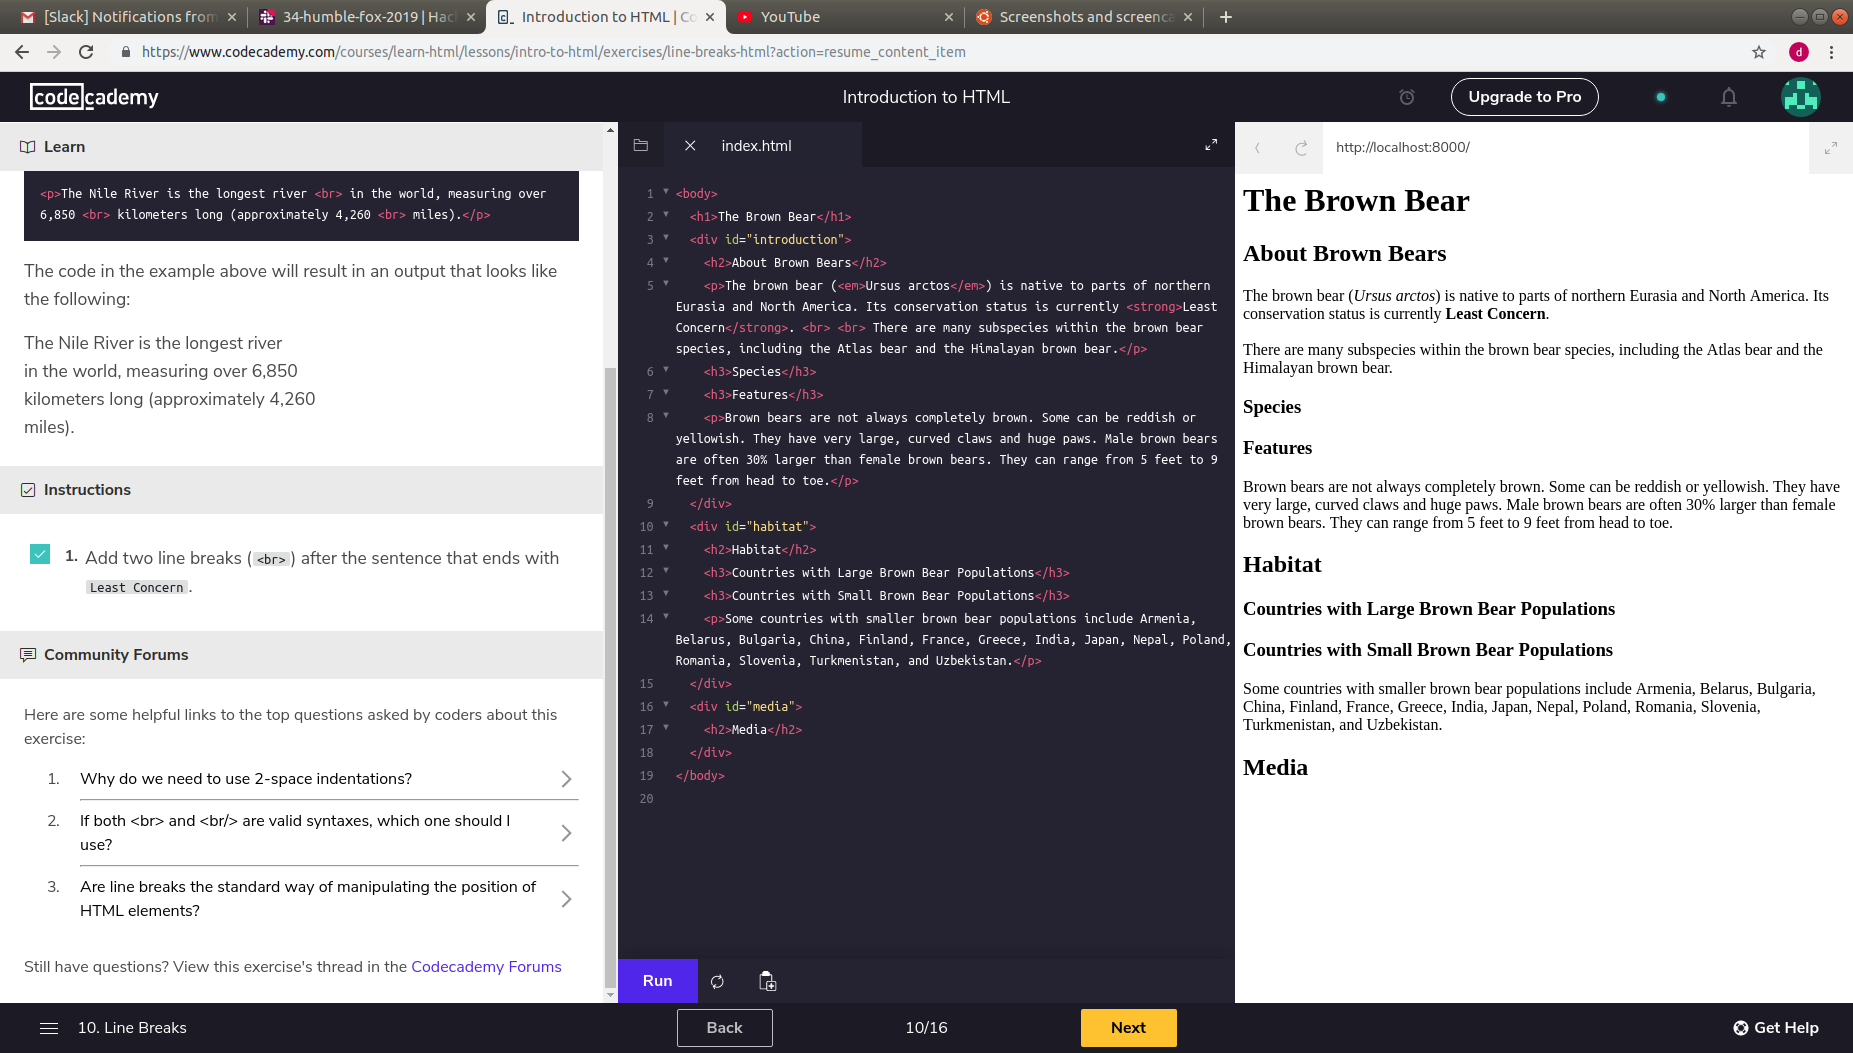 [Slack] Notifications from
34-humble-fox-2019 | Hac
Introduction to HTML | Co
YouTube
Screenshots and screenca
https://www.codecademy.com/courses/learn-html/lessons/intro-to-html/exercises/line-breaks-html?action=resume_content_item
d
codecademy
Introduction to HTML
Upgrade to Pro
Learn
<p>The Nile River is the longest river <br> in the world, measuring over
6,850 <br> kilometers long (approximately 4,260 <br> miles).</p>
The code in the example above will result in an output that looks like
the following:
The Nile River is the longest river
in the world, measuring over 6,850
kilometers long (approximately 4,260
miles).
Instructions
1. Add two line breaks (<br>) after the sentence that ends with
Least Concern.
Community Forums
Here are some helpful links to the top questions asked by coders about this
exercise:
1. Why do we need to use 2-space indentations?
2. If both <br> and <br/> are valid syntaxes, which one should I
use?
3. Are line breaks the standard way of manipulating the position of
HTML elements?
Still have questions? View this exercise's thread in the Codecademy Forums
index.html
1 <body>
2 <h1>The Brown Bear</h1>
3 <div id="introduction">
4 <h2>About Brown Bears</h2>
5 <p>The brown bear (<em>Ursus arctos</em>) is native to parts of northern
Eurasia and North America. Its conservation status is currently <strong>Least
Concern</strong>. <br> <br> There are many subspecies within the brown bear
species, including the Atlas bear and the Himalayan brown bear.</p>
6 <h3>Species</h3>
7 <h3>Features</h3>
8 <p>Brown bears are not always completely brown. Some can be reddish or
yellowish. They have very large, curved claws and huge paws. Male brown bears
are often 30% larger than female brown bears. They can range from 5 feet to 9
feet from head to toe.</p>
9 </div>
10 <div id="habitat">
11 <h2>Habitat</h2>
12 <h3>Countries with Large Brown Bear Populations</h3>
13 <h3>Countries with Small Brown Bear Populations</h3>
14 <p>Some countries with smaller brown bear populations include Armenia,
Belarus, Bulgaria, China, Finland, France, Greece, India, Japan, Nepal, Poland,
Romania, Slovenia, Turkmenistan, and Uzbekistan.</p>
15 </div>
16 <div id="media">
17 <h2>Media</h2>
18 </div>
19 </body>
20
Run
http://localhost:8000/
The Brown Bear
About Brown Bears
The brown bear (Ursus arctos) is native to parts of northern Eurasia and North America. Its
conservation status is currently Least Concern.
There are many subspecies within the brown bear species, including the Atlas bear and the
Himalayan brown bear.
Species
Features
Brown bears are not always completely brown. Some can be reddish or yellowish. They have
very large, curved claws and huge paws. Male brown bears are often 30% larger than female
brown bears. They can range from 5 feet to 9 feet from head to toe.
Habitat
Countries with Large Brown Bear Populations
Countries with Small Brown Bear Populations
Some countries with smaller brown bear populations include Armenia, Belarus, Bulgaria,
China, Finland, France, Greece, India, Japan, Nepal, Poland, Romania, Slovenia,
Turkmenistan, and Uzbekistan.
Media
10. Line Breaks
Back
10/16
Next
Get Help